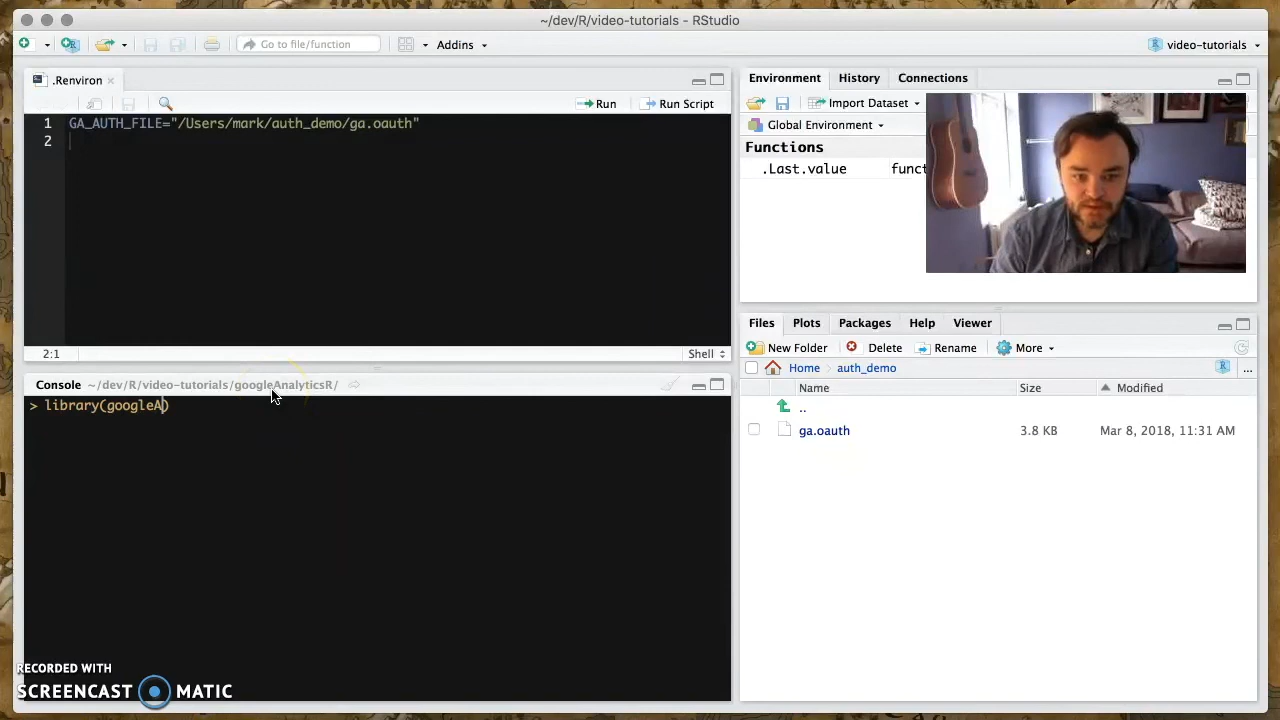 ~/dev/R/video-tutorials - RStudio
Go to file/function
Addins
video-tutorials
.Renviron
Run
Run Script
1 GA_AUTH_FILE="/Users/mark/auth_demo/ga.oauth"
2
2:1
Shell
Console ~/dev/R/video-tutorials/googleAnalyticsR/
> library(googleA)
Environment
History
Connections
Import Dataset
Global Environment
Functions
.Last.value
funct
Files
Plots
Packages
Help
Viewer
New Folder
Delete
Rename
More
Home
auth_demo
R
...
Name
Size
Modified
..
ga.oauth
3.8 KB
Mar 8, 2018, 11:31 AM
RECORDED WITH
SCREENCAST MATIC